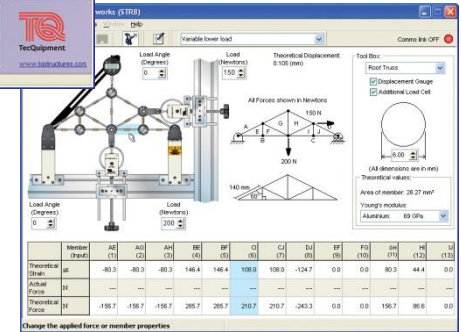 TQ
TecQuipment
www.tqstructures.com
works (STR8)
Window Help
Variable lower load
Comms link OFF
Load Angle
(Degrees)
0
Load
(Newtons)
150
Theoretical Displacement:
0.105 (mm)
Tool Box:
Roof Truss
Displacement Gauge
Additional Load Cell
All Forces shown in Newtons
150 N
A E F G H I J D
B C
200 N
6.00
(All dimensions are in mm)
140 mm
60°
Theoretical values:
Area of member: 28.27 mm²
Young's modulus:
Aluminium: 69 GPa
Load Angle
(Degrees)
0
Load
(Newtons)
200
Member (Input) AE (1) AG (2) AH (3) BE (4) BF (5) CI (6) CJ (7) DJ (8) EF (9) FG (10) GH (11) HI (12) IJ (13)
Theoretical Strain µε -80.3 -80.3 -80.3 146.4 146.4 108.0 108.0 -124.7 0.0 0.0 80.3 44.4 0.0
Actual Force N --- --- --- --- --- --- --- --- --- --- --- --- ---
Theoretical Force N -156.7 -156.7 -156.7 285.7 285.7 210.7 210.7 -243.3 0.0 0.0 156.7 86.6 0.0
Change the applied force or member properties